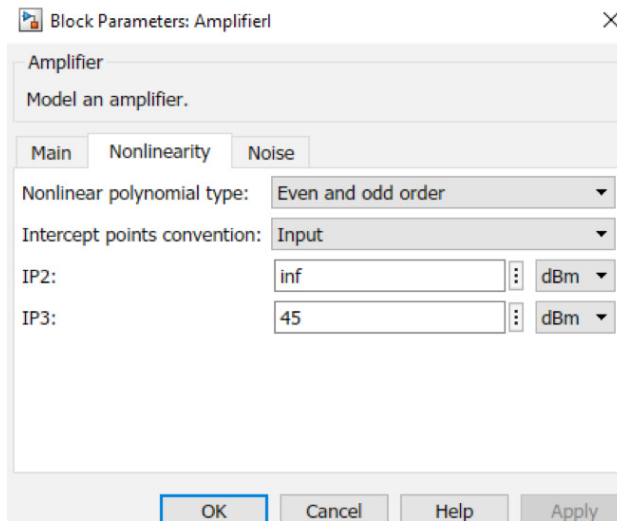 Block Parameters: AmplifierI
Amplifier
Model an amplifier.
Main Nonlinearity Noise
Nonlinear polynomial type: Even and odd order
Intercept points convention: Input
IP2: inf dBm
IP3: 45 dBm
OK Cancel Help Apply